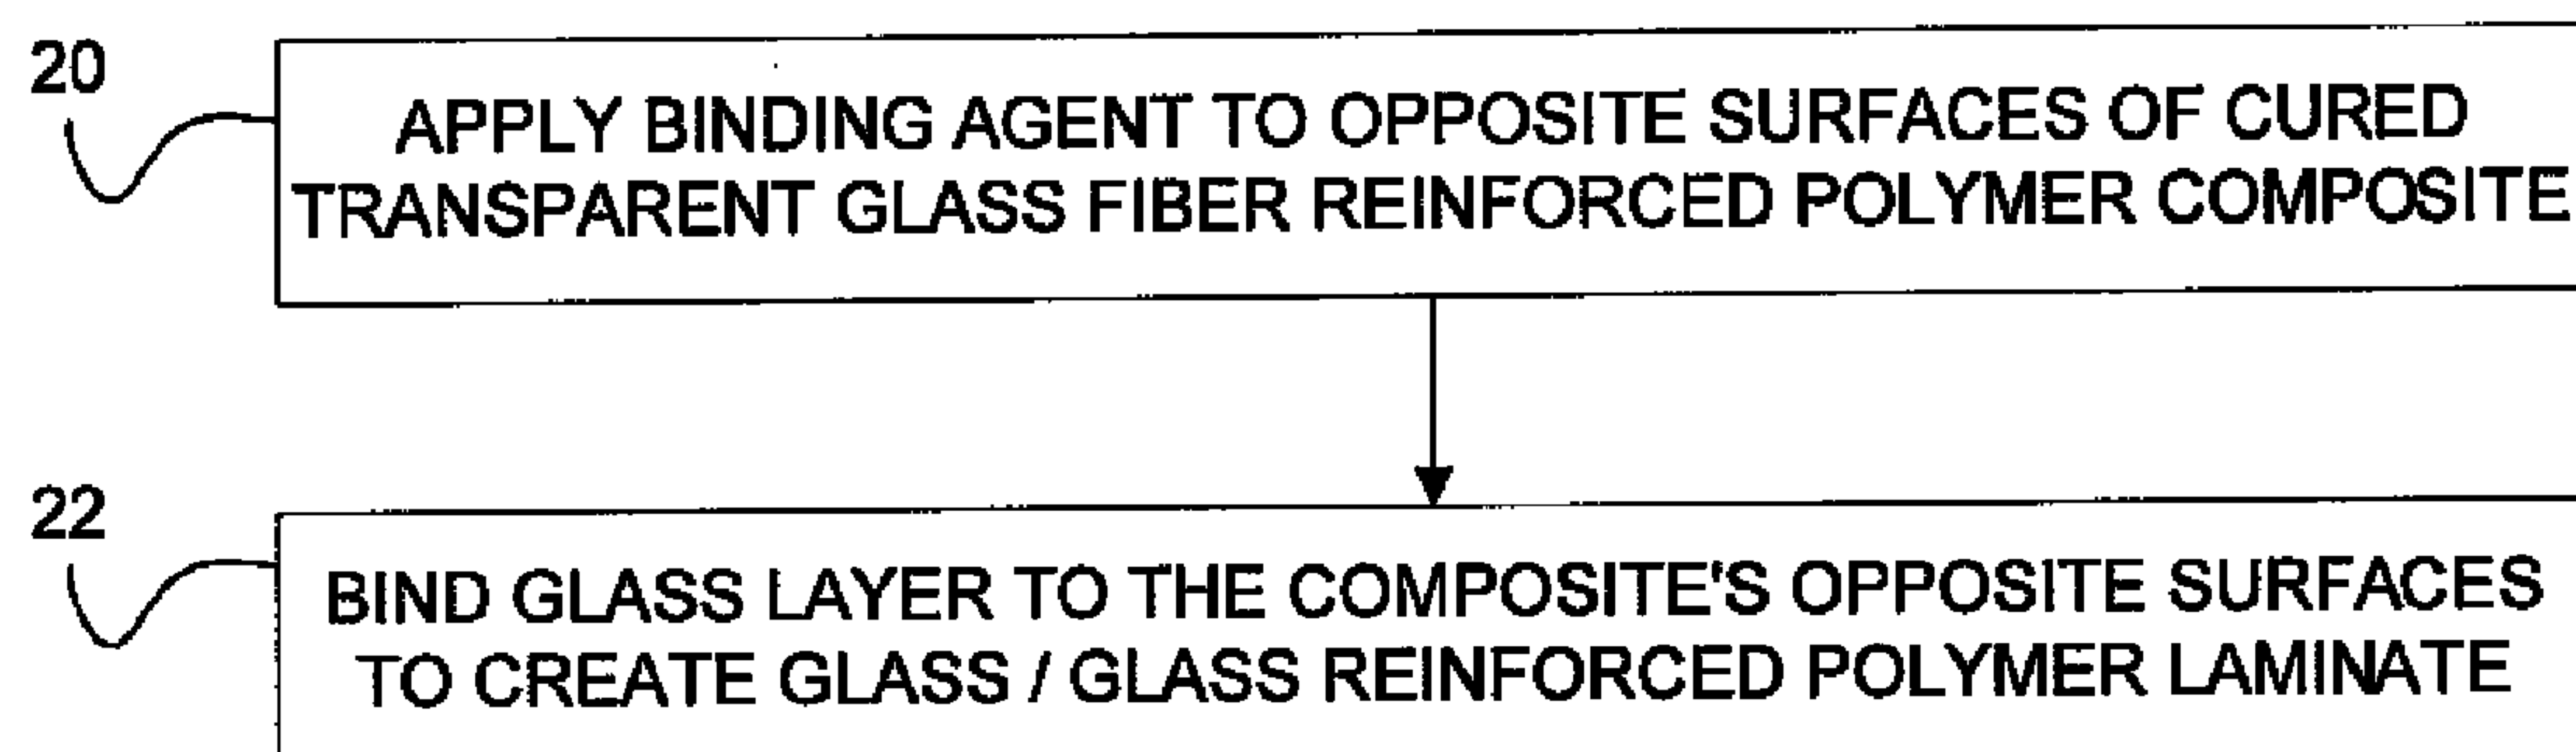 20
APPLY BINDING AGENT TO OPPOSITE SURFACES OF CURED
TRANSPARENT GLASS FIBER REINFORCED POLYMER COMPOSITE
22
BIND GLASS LAYER TO THE COMPOSITE'S OPPOSITE SURFACES
TO CREATE GLASS / GLASS REINFORCED POLYMER LAMINATE